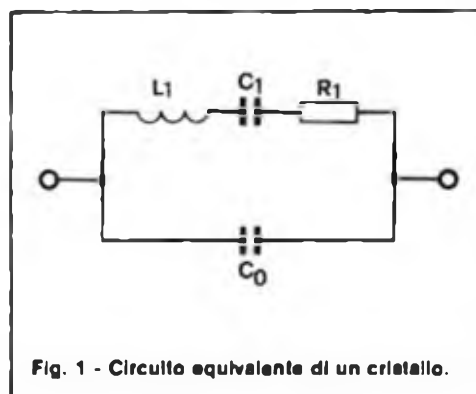 L1
C1
R1
C0
Fig. 1 - Circuito equivalente di un cristallo.